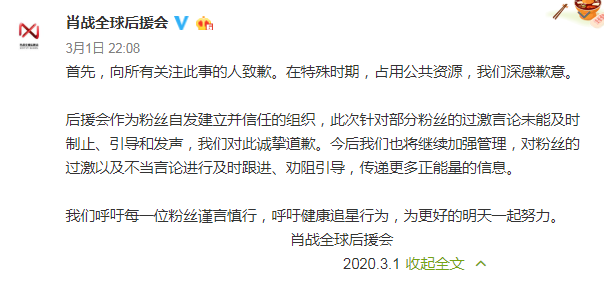 肖战全球后援会
3月1日 22:08
首先，向所有关注此事的人致歉。在特殊时期，占用公共资源，我们深感歉意。
后援会作为粉丝自发建立并信任的组织，此次针对部分粉丝的过激言论未能及时
制止、引导和发声，我们对此诚挚道歉。今后我们也将继续加强管理，对粉丝的
过激以及不当言论进行及时跟进、劝阻引导，传递更多正能量的信息。
我们呼吁每一位粉丝谨言慎行，呼吁健康追星行为，为更好的明天一起努力。
肖战全球后援会
2020.3.1 收起全文